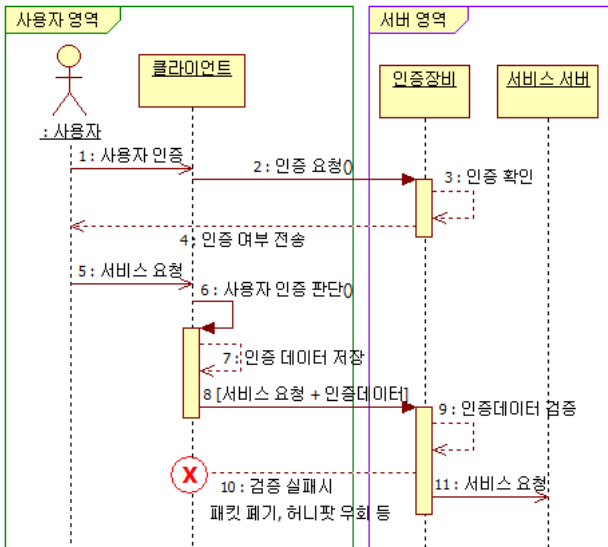 사용자 영역
서버 영역
클라이언트
인증장비
서비스 서버
: 사용자
1 : 사용자 인증
2 : 인증 요청()
3 : 인증 확인
4 : 인증 여부 전송
5 : 서비스 요청
6 : 사용자 인증 판단()
7 : 인증 데이터 저장
8 [서비스 요청 + 인증데이터]
9 : 인증데이터 검증
X
10 : 검증 실패시
패킷 폐기, 허니팟 우회 등
11 : 서비스 요청